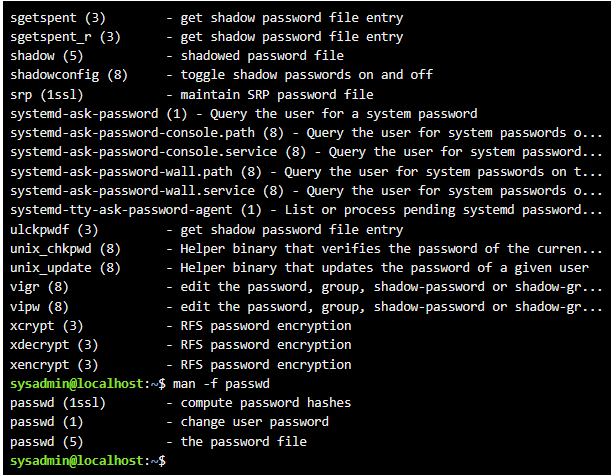 sgetspent (3)        - get shadow password file entry
sgetspent_r (3)      - get shadow password file entry
shadow (5)           - shadowed password file
shadowconfig (8)     - toggle shadow passwords on and off
srp (1ssl)           - maintain SRP password file
systemd-ask-password (1) - Query the user for a system password
systemd-ask-password-console.path (8) - Query the user for system passwords o...
systemd-ask-password-console.service (8) - Query the user for system password...
systemd-ask-password-wall.path (8) - Query the user for system passwords on t...
systemd-ask-password-wall.service (8) - Query the user for system passwords o...
systemd-tty-ask-password-agent (1) - List or process pending systemd password...
ulckpwdf (3)         - get shadow password file entry
unix_chkpwd (8)      - Helper binary that verifies the password of the curren...
unix_update (8)      - Helper binary that updates the password of a given user
vigr (8)             - edit the password, group, shadow-password or shadow-gr...
vipw (8)             - edit the password, group, shadow-password or shadow-gr...
xcrypt (3)           - RFS password encryption
xdecrypt (3)         - RFS password encryption
xencrypt (3)         - RFS password encryption
sysadmin@localhost:~$ man -f passwd
passwd (1ssl)        - compute password hashes
passwd (1)           - change user password
passwd (5)           - the password file
sysadmin@localhost:~$